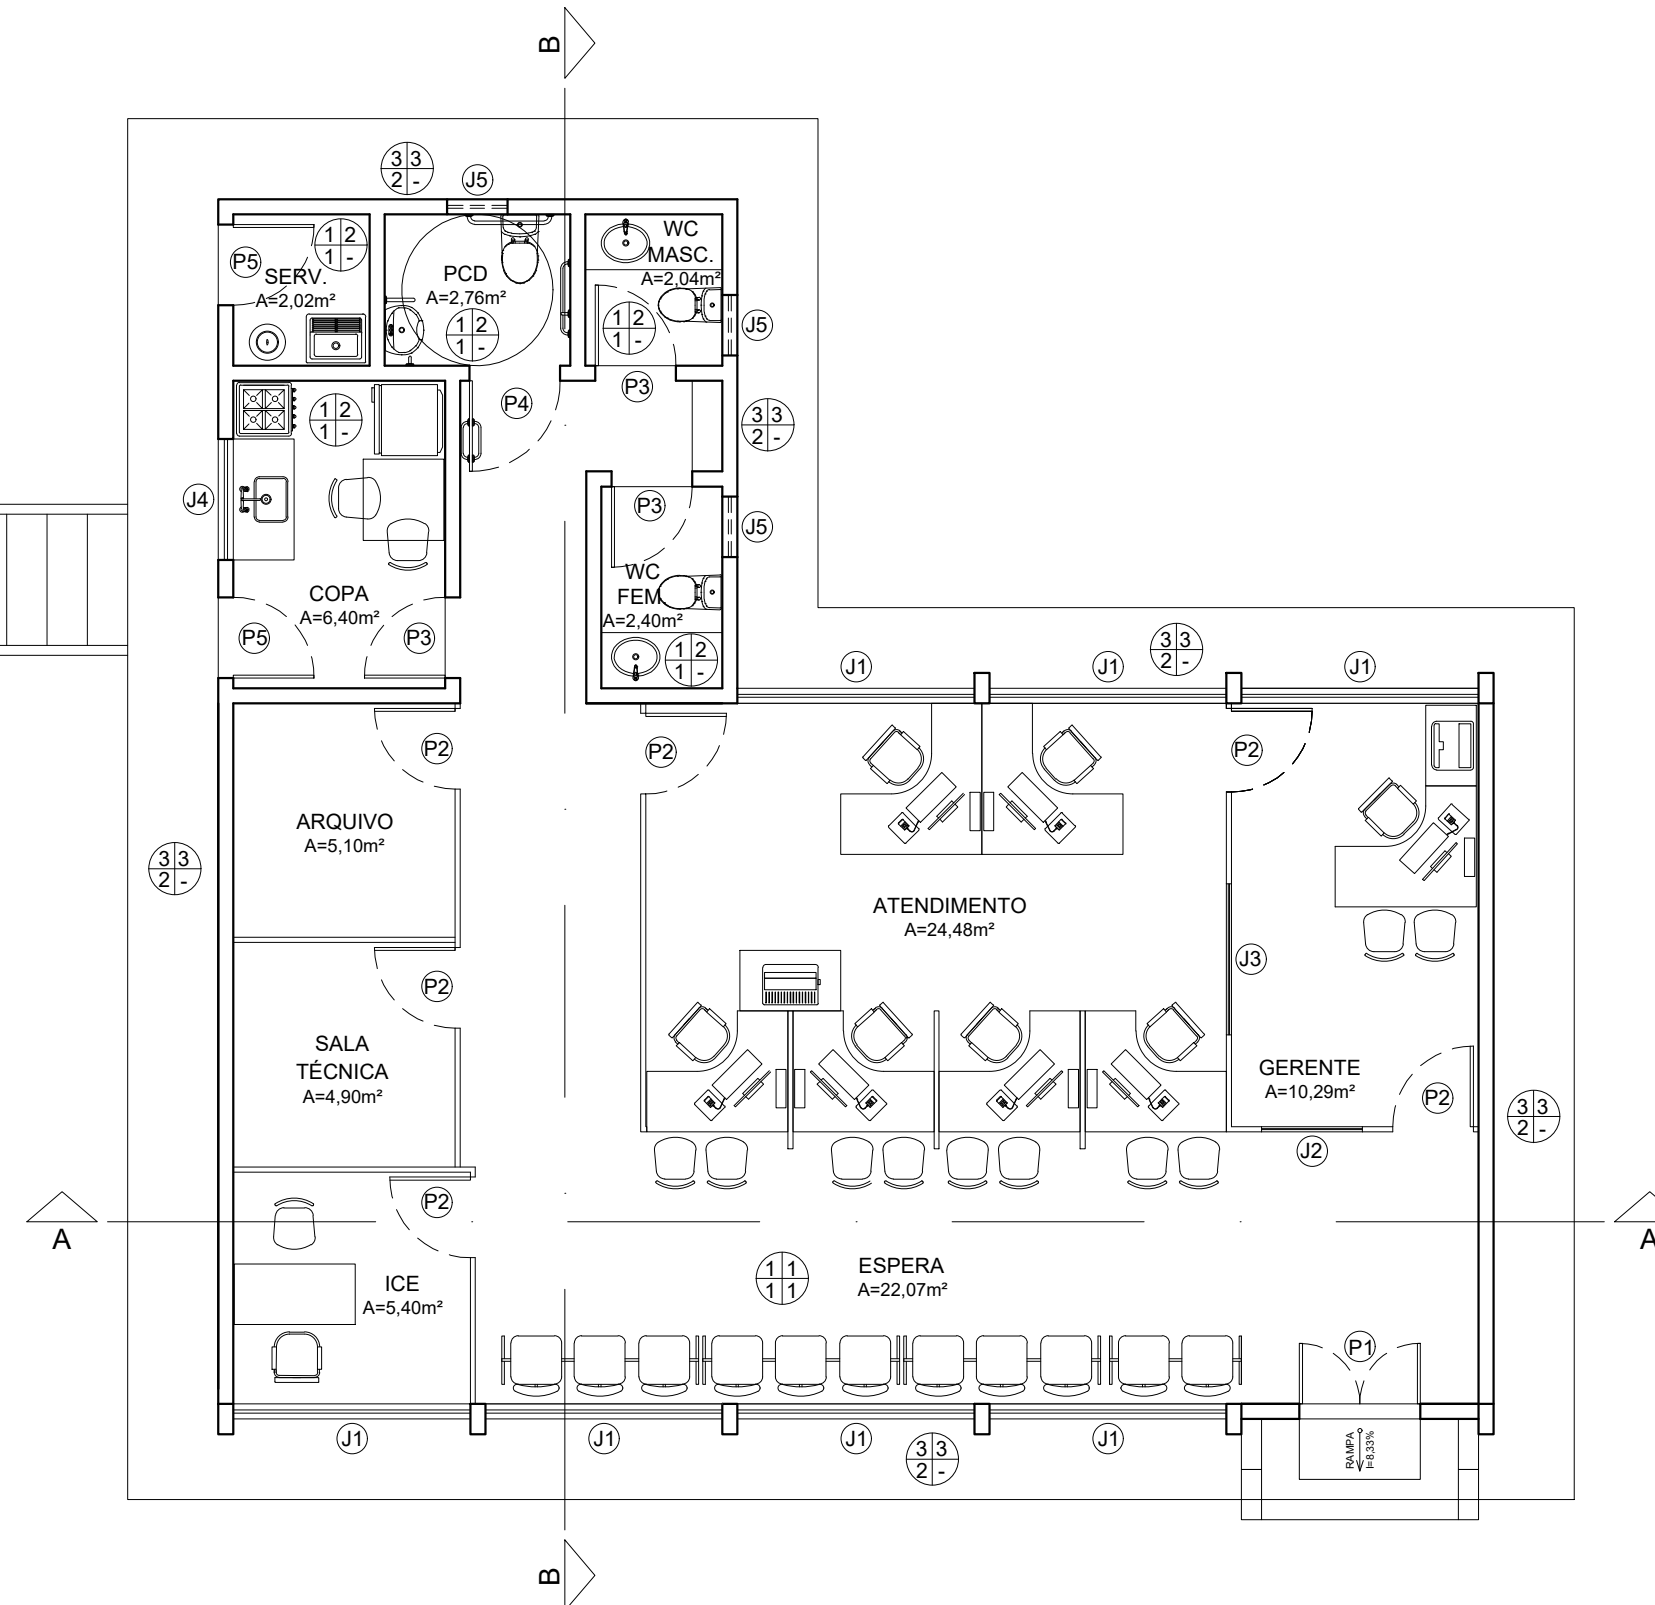 B
3 3
2 -
J5
P5
1 2
1 -
SERV.
A=2,02m²
PCD
A=2,76m²
1 2
1 -
WC
MASC.
A=2,04m²
1 2
1 -
J5
P3
P4
1 2
1 -
3 3
2 -
J4
P3
J5
WC
FEM
A=2,40m²
1 2
1 -
COPA
A=6,40m²
P5
P3
J1
J1
3 3
2 -
J1
P2
P2
P2
ARQUIVO
A=5,10m²
3 3
2 -
ATENDIMENTO
A=24,48m²
J3
P2
SALA
TÉCNICA
A=4,90m²
GERENTE
A=10,29m²
P2
3 3
2 -
J2
P2
A
A
ESPERA
A=22,07m²
1 1
1 1
ICE
A=5,40m²
P1
J1
J1
J1
J1
3 3
2 -
RAMPA
I=8,33%
B